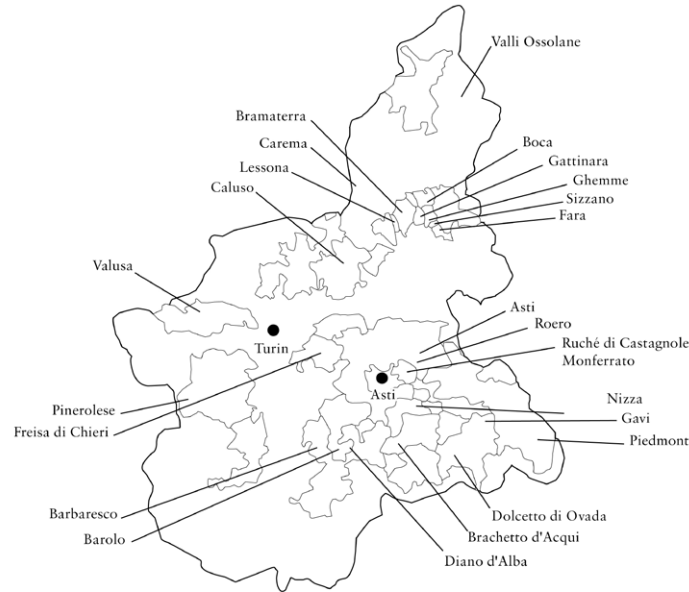 Valli Ossolane
Bramaterra
Carema
Lessona
Caluso
Boca
Gattinara
Ghemme
Sizzano
Fara
Valusa
Turin
Asti
Roero
Ruché di Castagnole
Monferrato
Asti
Nizza
Gavi
Piedmont
Pinerolese
Freisa di Chieri
Barbaresco
Barolo
Dolcetto di Ovada
Brachetto d'Acqui
Diano d'Alba